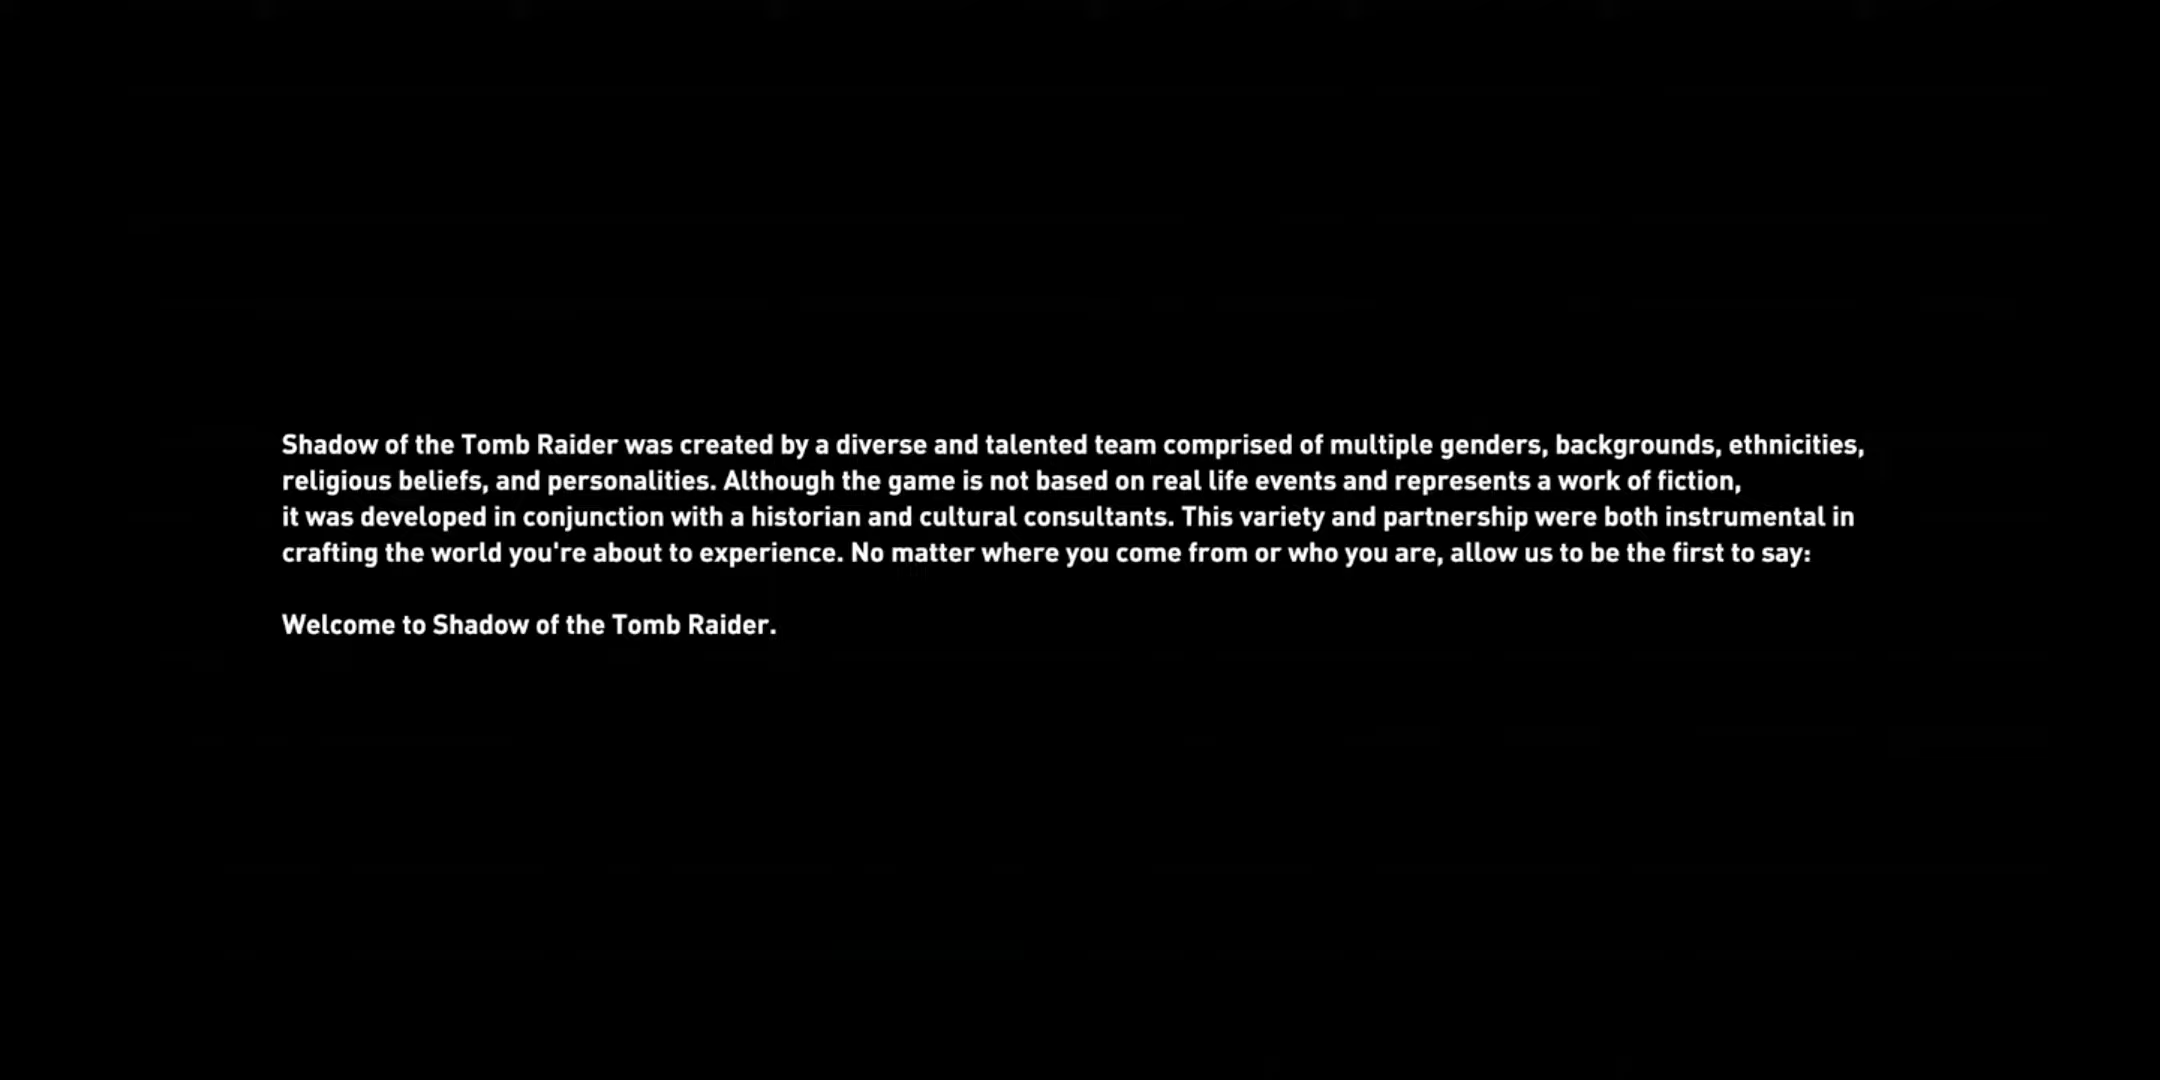 Shadow of the Tomb Raider was created by a diverse and talented team comprised of multiple genders, backgrounds, ethnicities,
religious beliefs, and personalities. Although the game is not based on real life events and represents a work of fiction,
it was developed in conjunction with a historian and cultural consultants. This variety and partnership were both instrumental in
crafting the world you're about to experience. No matter where you come from or who you are, allow us to be the first to say:
Welcome to Shadow of the Tomb Raider.